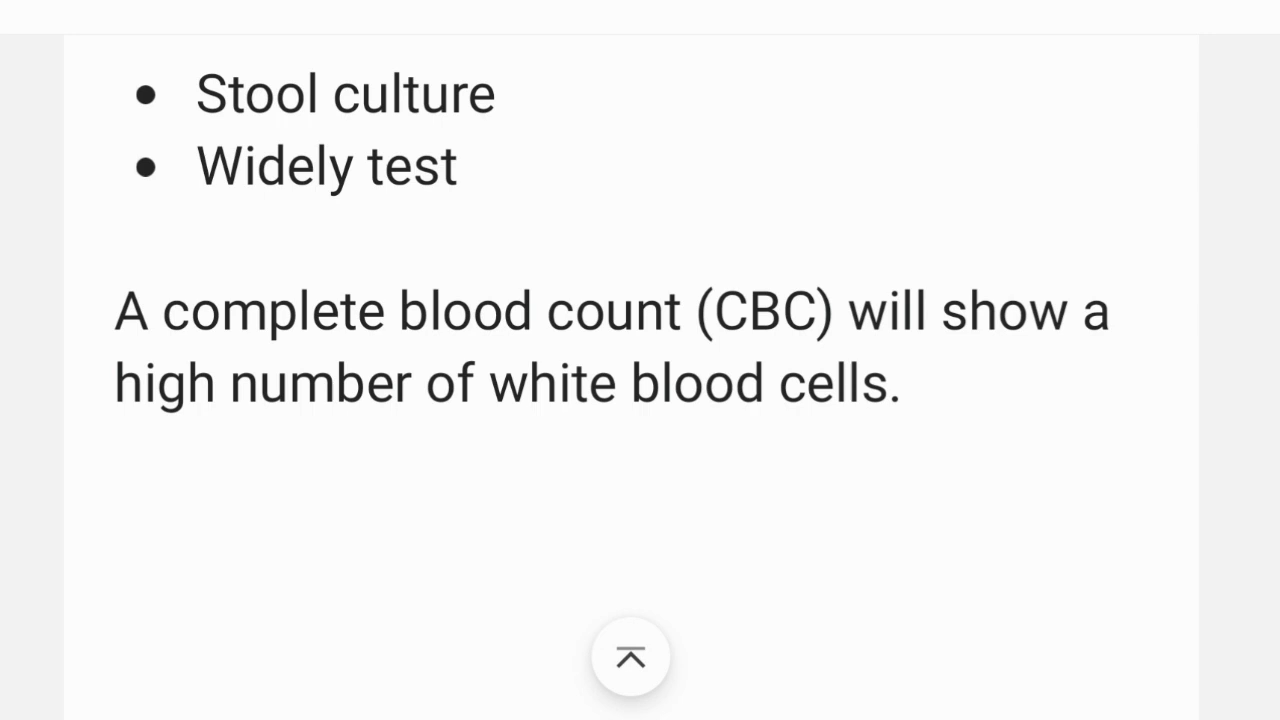 Stool culture
Widely test
A complete blood count (CBC) will show a
high number of white blood cells.